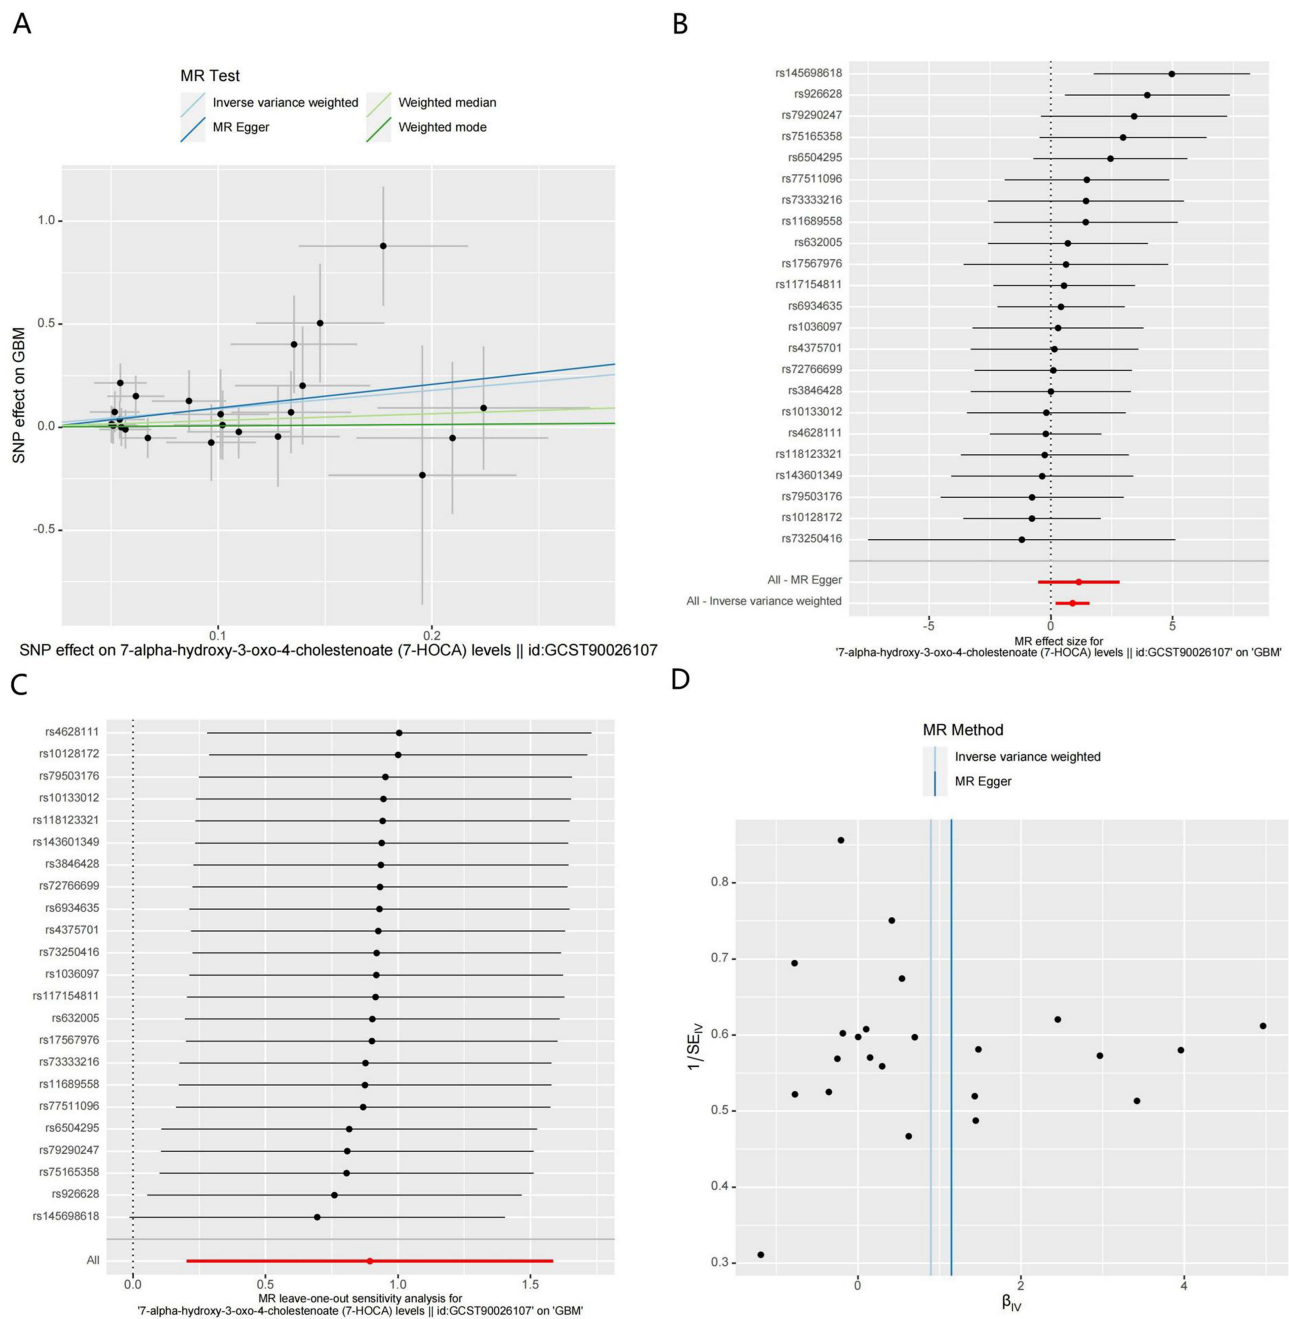 A
MR Test
Inverse variance weighted
Weighted median
MR Egger
Weighted mode
1.0
0.5
0.0
-0.5
SNP effect on GBM
0.1
0.2
SNP effect on 7-alpha-hydroxy-3-oxo-4-cholestenoate (7-HOCA) levels || id:GCST90026107
B
rs145698618
rs926628
rs79290247
rs75165358
rs6504295
rs77511096
rs73333216
rs11689558
rs632005
rs17567976
rs117154811
rs6934635
rs1036097
rs4375701
rs72766699
rs3846428
rs10133012
rs4628111
rs118123321
rs143601349
rs79503176
rs10128172
rs73250416
All - MR Egger
All - Inverse variance weighted
-5
0
5
MR effect size for
'7-alpha-hydroxy-3-oxo-4-cholestenoate (7-HOCA) levels || id:GCST90026107' on 'GBM'
C
rs4628111
rs10128172
rs79503176
rs10133012
rs118123321
rs143601349
rs3846428
rs72766699
rs6934635
rs4375701
rs73250416
rs1036097
rs117154811
rs632005
rs17567976
rs73333216
rs11689558
rs77511096
rs6504295
rs79290247
rs75165358
rs926628
rs145698618
All
0.0
0.5
1.0
1.5
MR leave-one-out sensitivity analysis for
'7-alpha-hydroxy-3-oxo-4-cholestenoate (7-HOCA) levels || id:GCST90026107' on 'GBM'
D
MR Method
Inverse variance weighted
MR Egger
0.8
0.7
0.6
0.5
0.4
0.3
1/SE_IV
0
2
4
β_IV